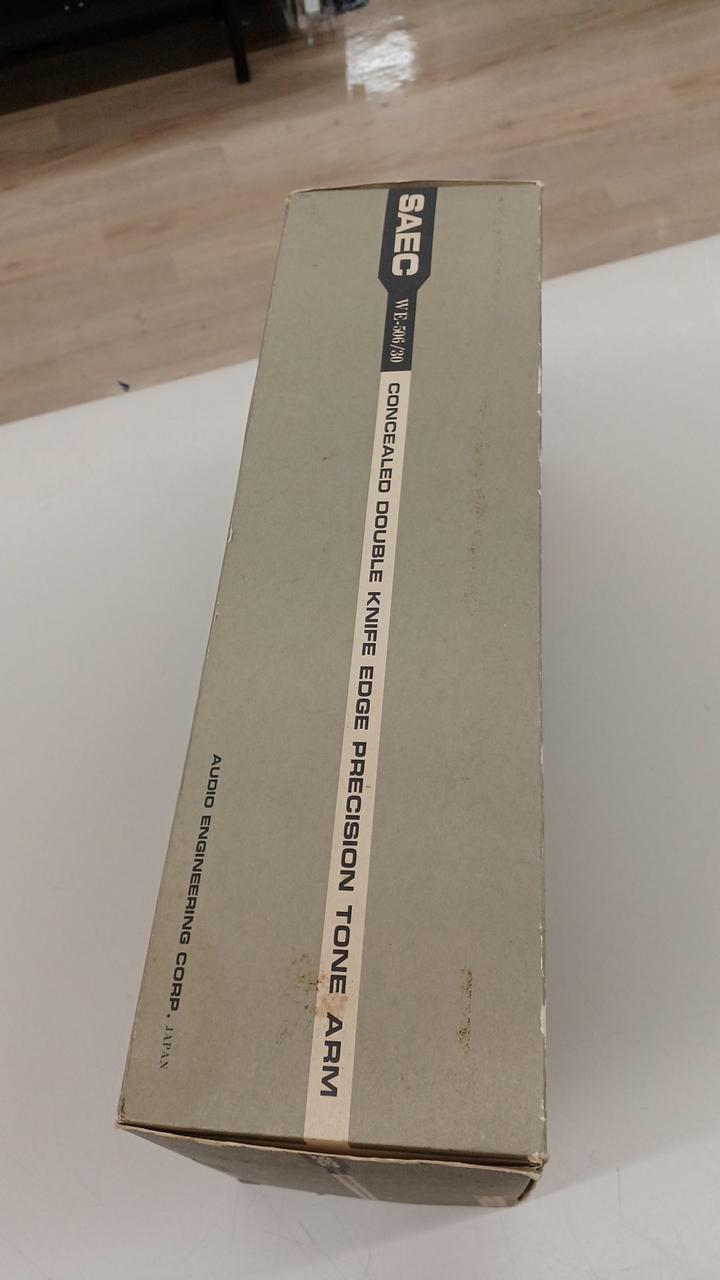 SAEC
WE-506/30
CONCEALED DOUBLE KNIFE EDGE PRECISION TONE ARM
AUDIO ENGINEERING CORP. JAPAN